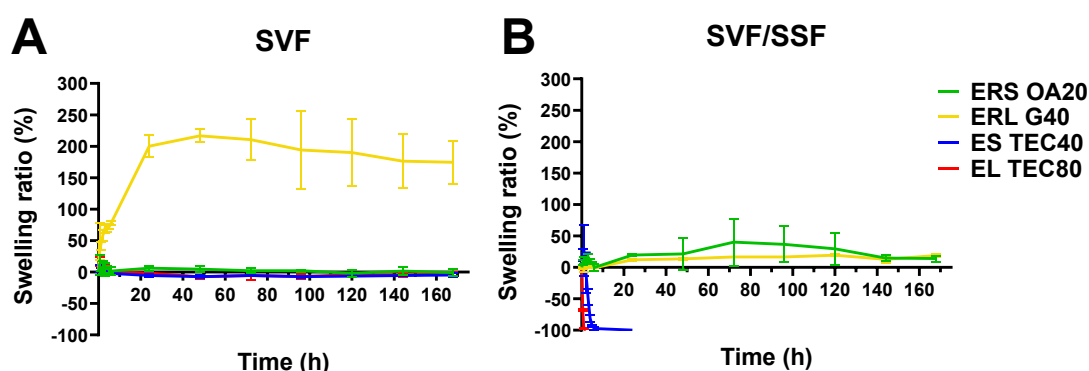 A
SVF
Swelling ratio (%)
300
250
200
150
100
50
0
-50
-100
20 40 60 80 100 120 140 160
Time (h)
B
SVF/SSF
Swelling ratio (%)
300
250
200
150
100
50
0
-50
-100
20 40 60 80 100 120 140 160
Time (h)
ERS OA20
ERL G40
ES TEC40
EL TEC80